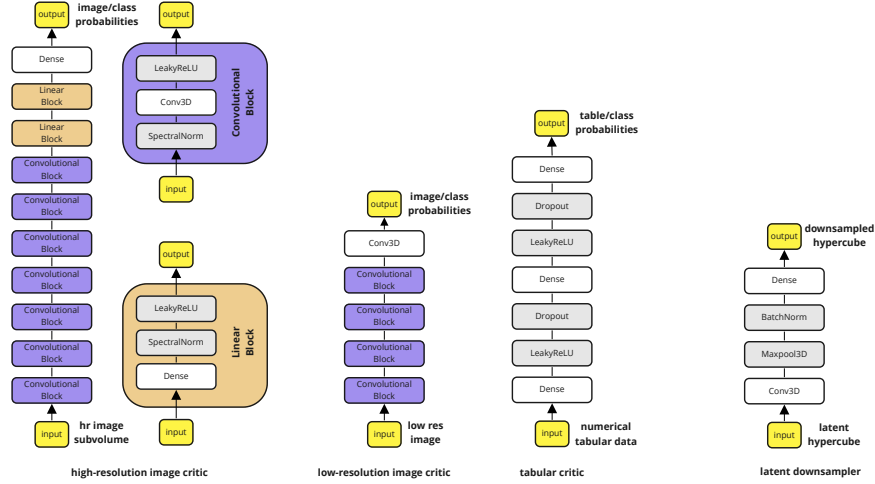 output
image/class
probabilities
Dense
Linear
Block
Linear
Block
Convolutional
Block
Convolutional
Block
Convolutional
Block
Convolutional
Block
Convolutional
Block
Convolutional
Block
Convolutional
Block
input
hr image
subvolume
output
LeakyReLU
Conv3D
SpectralNorm
Convolutional
Block
input
output
LeakyReLU
SpectralNorm
Dense
Linear
Block
input
high-resolution image critic
output
image/class
probabilities
Conv3D
Convolutional
Block
Convolutional
Block
Convolutional
Block
Convolutional
Block
input
low res
image
low-resolution image critic
output
table/class
probabilities
Dense
Dropout
LeakyReLU
Dense
Dropout
LeakyReLU
Dense
input
numerical
tabular data
tabular critic
output
downsampled
hypercube
Dense
BatchNorm
Maxpool3D
Conv3D
input
latent
hypercube
latent downsampler